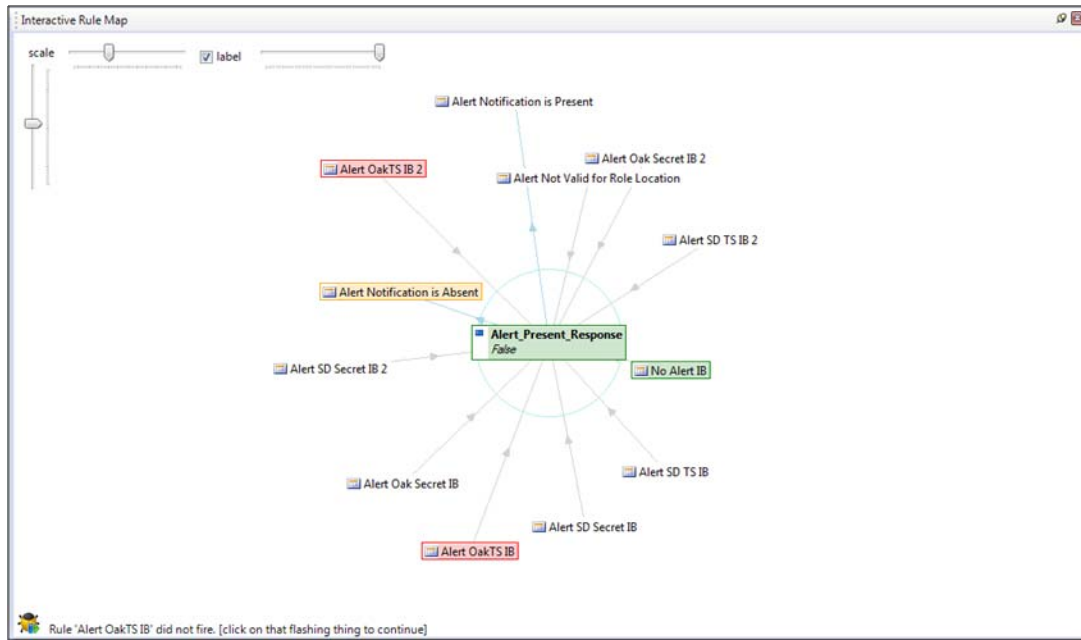 Interactive Rule Map
scale
label
Alert Notification is Present
Alert Oak Secret IB 2
Alert OakTS IB 2
Alert Not Valid for Role Location
Alert SD TS IB 2
Alert Notification is Absent
Alert_Present_Response
False
Alert SD Secret IB 2
No Alert IB
Alert SD TS IB
Alert Oak Secret IB
Alert SD Secret IB
Alert OakTS IB
Rule 'Alert OakTS IB' did not fire. [click on that flashing thing to continue]